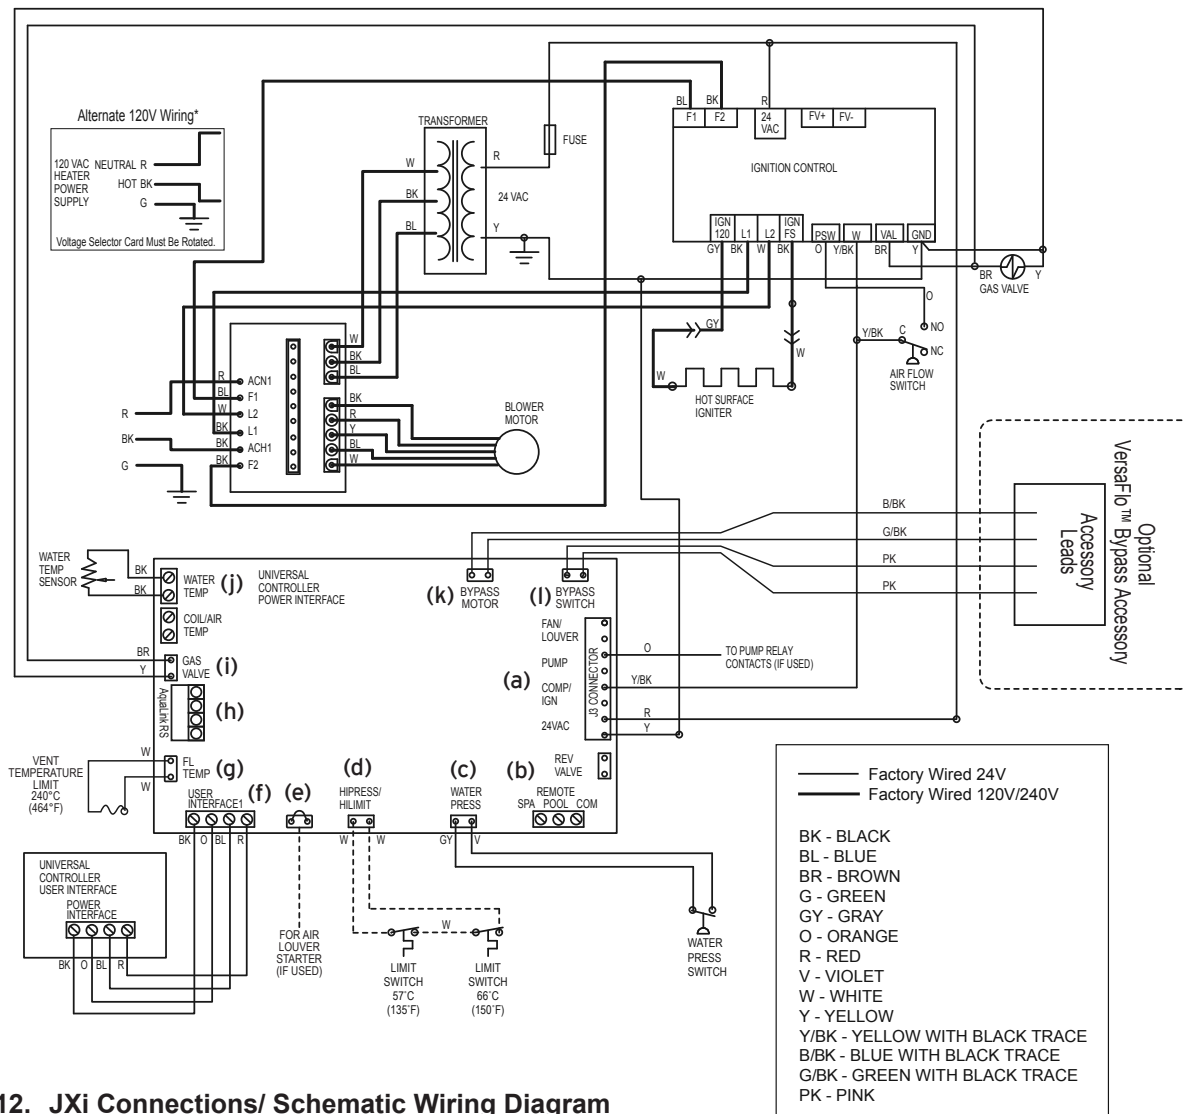 Alternate 120V Wiring*
120 VAC
HEATER
POWER
SUPPLY
NEUTRAL R
HOT BK
G
Voltage Selector Card Must Be Rotated.
TRANSFORMER
W
BK
BL
R
24 VAC
Y
FUSE
BL
BK
R
F1
F2
24
VAC
FV+
FV-
IGNITION CONTROL
IGN
120
L1
L2
IGN
FS
PSW
W
VAL
GND
GY
BK
W
BK
O
Y/BK
BR
Y
BR
Y
GAS VALVE
O
NO
Y/BK
C
NC
AIR FLOW
SWITCH
GY
W
W
HOT SURFACE
IGNITER
R
BK
G
R
BL
W
BK
BK
BK
ACN1
F1
L2
L1
ACH1
F2
W
BK
BL
BK
R
Y
BL
W
BLOWER
MOTOR
B/BK
G/BK
PK
PK
Accessory
Leads
Optional
VersaFlo™ Bypass Accessory
WATER
TEMP
SENSOR
BK
BK
WATER
TEMP
(j)
UNIVERSAL
CONTROLLER
POWER INTERFACE
COIL/AIR
TEMP
BR
Y
GAS
VALVE
(i)
AquaLink RS
(h)
(k)
BYPASS
MOTOR
(l)
BYPASS
SWITCH
FAN/
LOUVER
PUMP
(a)
COMP/
IGN
24VAC
J3 CONNECTOR
O
TO PUMP RELAY
CONTACTS (IF USED)
Y/BK
R
Y
VENT
TEMPERATURE
LIMIT
240°C
(464°F)
W
W
FL
TEMP
(g)
USER
INTERFACE1
(f)
(e)
(d)
HIPRESS/
HILIMIT
(c)
WATER
PRESS
(b)
REV
VALVE
REMOTE
SPA POOL COM
BK
O
BL
R
W
W
GY
V
UNIVERSAL
CONTROLLER
USER INTERFACE
POWER
INTERFACE
BK
O
BL
R
FOR AIR
LOUVER
STARTER
(IF USED)
W
LIMIT
SWITCH
57˚C
(135˚F)
LIMIT
SWITCH
66˚C
(150˚F)
WATER
PRESS
SWITCH
Factory Wired 24V
Factory Wired 120V/240V
BK - BLACK
BL - BLUE
BR - BROWN
G - GREEN
GY - GRAY
O - ORANGE
R - RED
V - VIOLET
W - WHITE
Y - YELLOW
Y/BK - YELLOW WITH BLACK TRACE
B/BK - BLUE WITH BLACK TRACE
G/BK - GREEN WITH BLACK TRACE
PK - PINK
12. JXi Connections/ Schematic Wiring Diagram